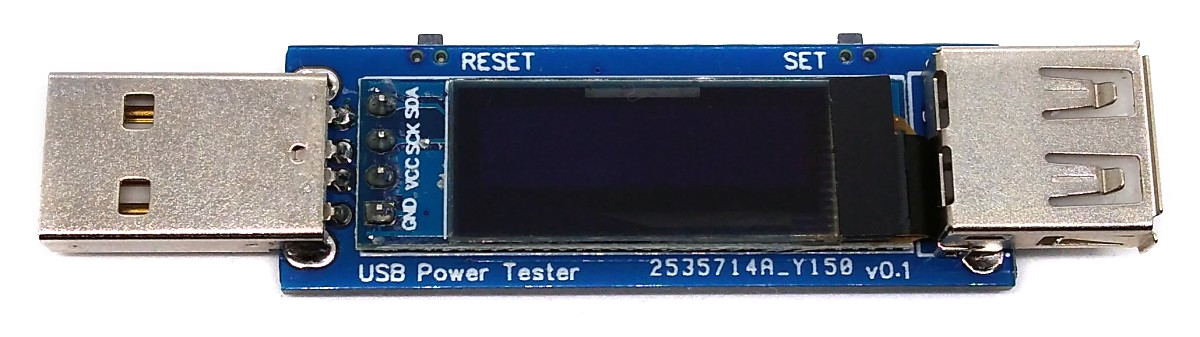 RESET
SET
SDA
SCK
VCC
GND
USB Power Tester
2535714A_Y150 v0.1